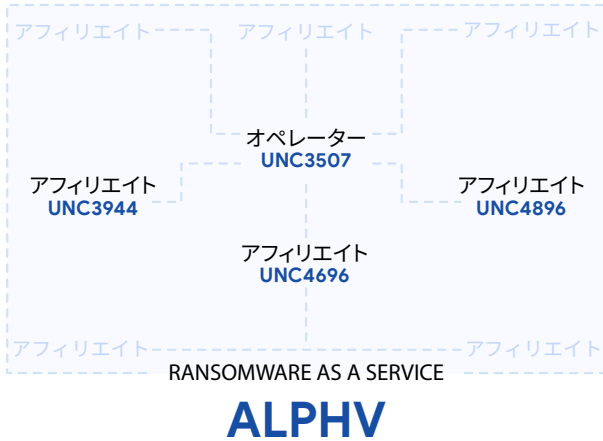 アフィリエイト
アフィリエイト
アフィリエイト
オペレーター
UNC3507
アフィリエイト
UNC3944
アフィリエイト
UNC4896
アフィリエイト
UNC4696
アフィリエイト
アフィリエイト
RANSOMWARE AS A SERVICE
ALPHV